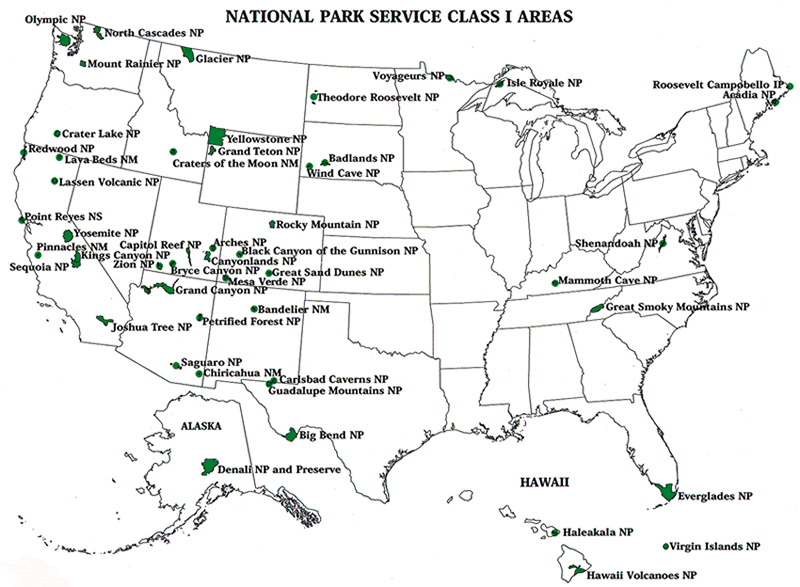 NATIONAL PARK SERVICE CLASS I AREAS
Olympic NP
North Cascades NP
Mount Rainier NP
Glacier NP
Voyageurs NP
Isle Royale NP
Roosevelt Campobello IP
Acadia NP
Theodore Roosevelt NP
Crater Lake NP
Redwood NP
Lava Beds NM
Yellowstone NP
Grand Teton NP
Craters of the Moon NM
Badlands NP
Wind Cave NP
Lassen Volcanic NP
Point Reyes NS
Yosemite NP
Pinnacles NM
Kings Canyon NP
Sequoia NP
Rocky Mountain NP
Capitol Reef NP
Arches NP
Black Canyon of the Gunnison NP
Canyonlands NP
Zion NP
Bryce Canyon NP
Great Sand Dunes NP
Mesa Verde NP
Grand Canyon NP
Shenandoah NP
Mammoth Cave NP
Great Smoky Mountains NP
Bandelier NM
Joshua Tree NP
Petrified Forest NP
Saguaro NP
Chiricahua NM
Carlsbad Caverns NP
Guadalupe Mountains NP
ALASKA
Big Bend NP
Denali NP and Preserve
HAWAII
Everglades NP
Haleakala NP
Virgin Islands NP
Hawaii Volcanoes NP